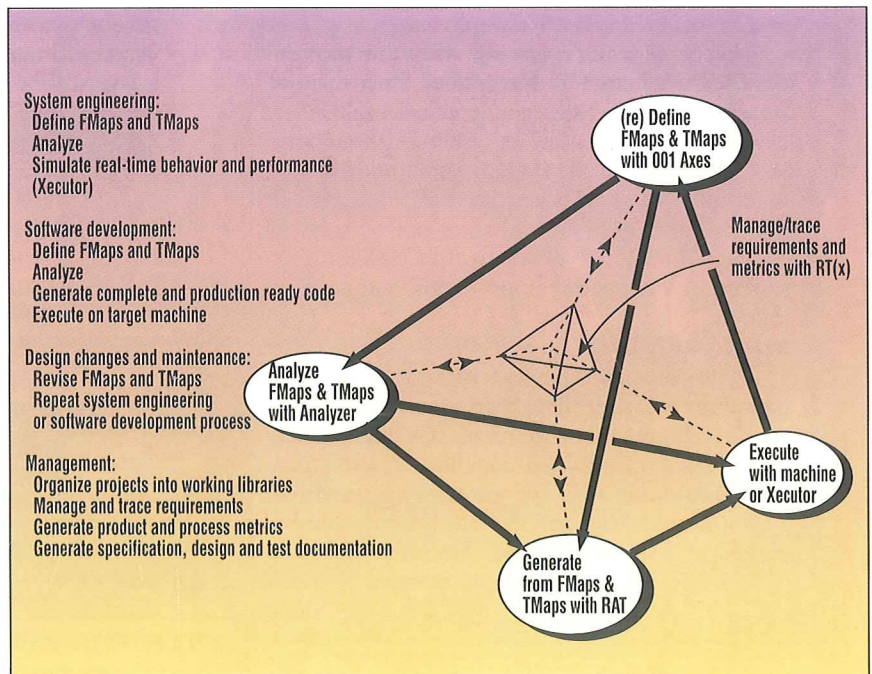 System engineering:
Define FMaps and TMaps
Analyze
Simulate real-time behavior and performance
(Xecutor)
Software development:
Define FMaps and TMaps
Analyze
Generate complete and production ready code
Execute on target machine
Design changes and maintenance:
Revise FMaps and TMaps
Repeat system engineering
or software development process
Management:
Organize projects into working libraries
Manage and trace requirements
Generate product and process metrics
Generate specification, design and test documentation
(re) Define
FMaps & TMaps
with 001 Axes
Manage/trace
requirements and
metrics with RT(x)
Analyze
FMaps & TMaps
with Analyzer
Execute
with machine
or Xecutor
Generate
from FMaps &
TMaps with RAT